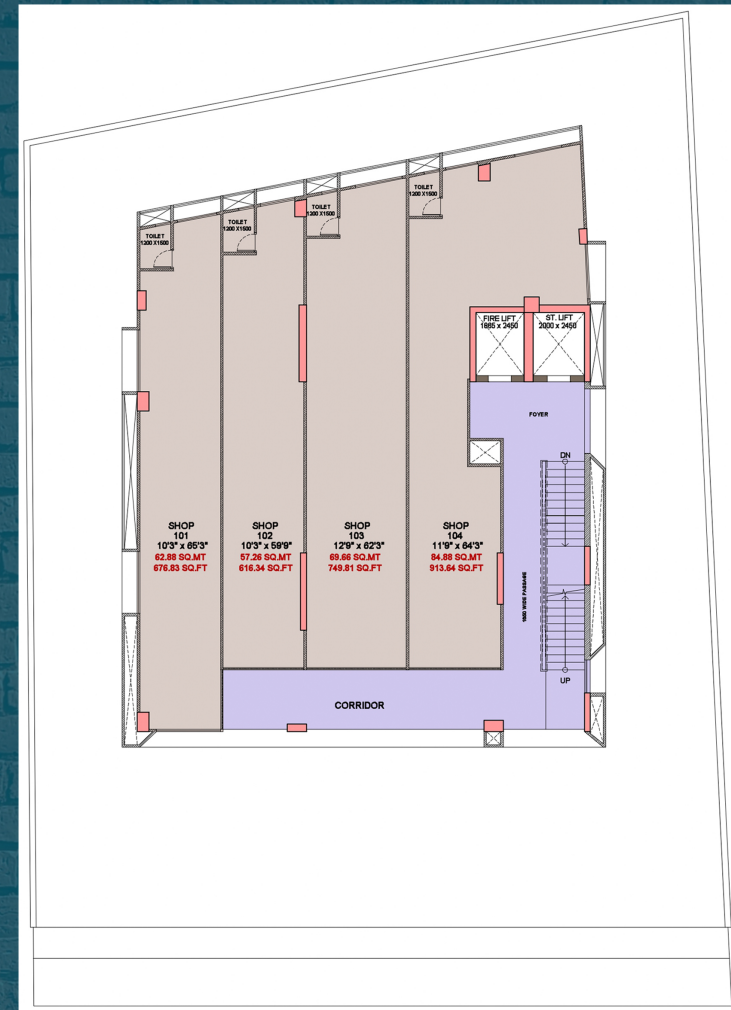 TOILET
1200 X1500
TOILET
1200 X1500
TOILET
1200 X1500
TOILET
1200 X1500
FIRE LIFT
1865 x 2450
ST. LIFT
2000 x 2450
FOYER
DN
SHOP
101
10'3" x 65'3"
62.88 SQ.MT
676.83 SQ.FT
SHOP
102
10'3" x 59'9"
57.26 SQ.MT
616.34 SQ.FT
SHOP
103
12'9" x 62'3"
69.66 SQ.MT
749.81 SQ.FT
SHOP
104
11'9" x 64'3"
84.88 SQ.MT
913.64 SQ.FT
WIDE PASSAGE
UP
CORRIDOR